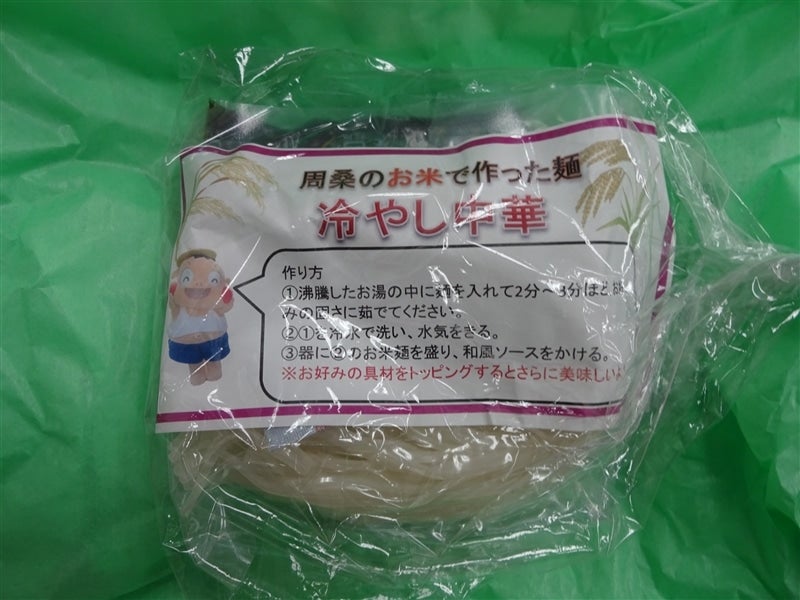 周桑のお米で作った麺
冷やし中華
作り方
①沸騰したお湯の中に麺を入れて2分～3分ほど
みの固さに茹でてください。
②①を冷水で洗い、水気をきる。
③器に②のお米麺を盛り、和風ソースをかける。
※お好みの具材をトッピングするとさらに美味しい